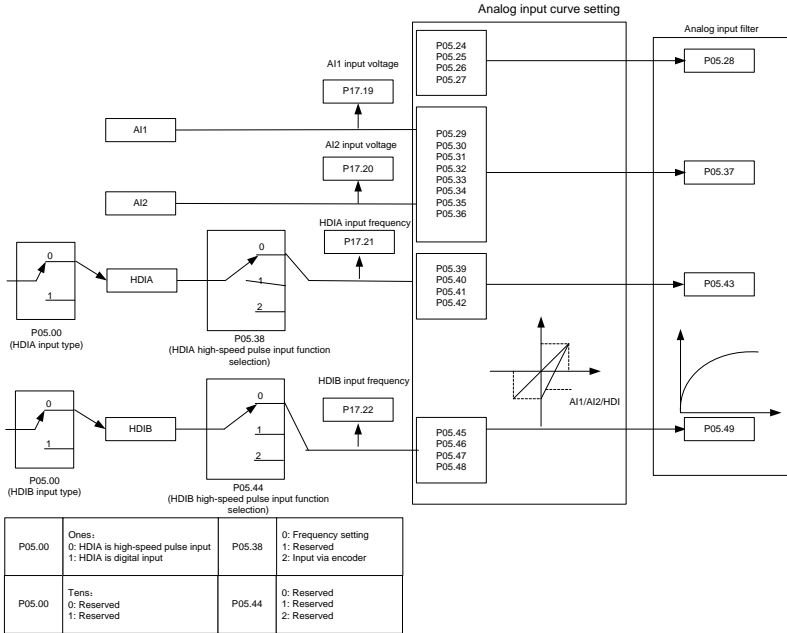 Analog input curve setting
Analog input filter
P05.24
P05.25
P05.26
P05.27
P05.28
AI1 input voltage
P17.19
AI1
AI2 input voltage
P17.20
AI2
P05.29
P05.30
P05.31
P05.32
P05.33
P05.34
P05.35
P05.36
P05.37
HDIA input frequency
P17.21
0
1
P05.00
(HDIA input type)
HDIA
0
1
2
P05.38
(HDIA high-speed pulse input function
selection)
P05.39
P05.40
P05.41
P05.42
P05.43
AI1/AI2/HDI
HDIB input frequency
P17.22
0
1
P05.00
(HDIB input type)
HDIB
0
1
2
P05.44
(HDIB high-speed pulse input function
selection)
P05.45
P05.46
P05.47
P05.48
P05.49
P05.00
Ones:
0: HDIA is high-speed pulse input
1: HDIA is digital input
P05.38
0: Frequency setting
1: Reserved
2: Input via encoder
P05.00
Tens:
0: Reserved
1: Reserved
P05.44
0: Reserved
1: Reserved
2: Reserved